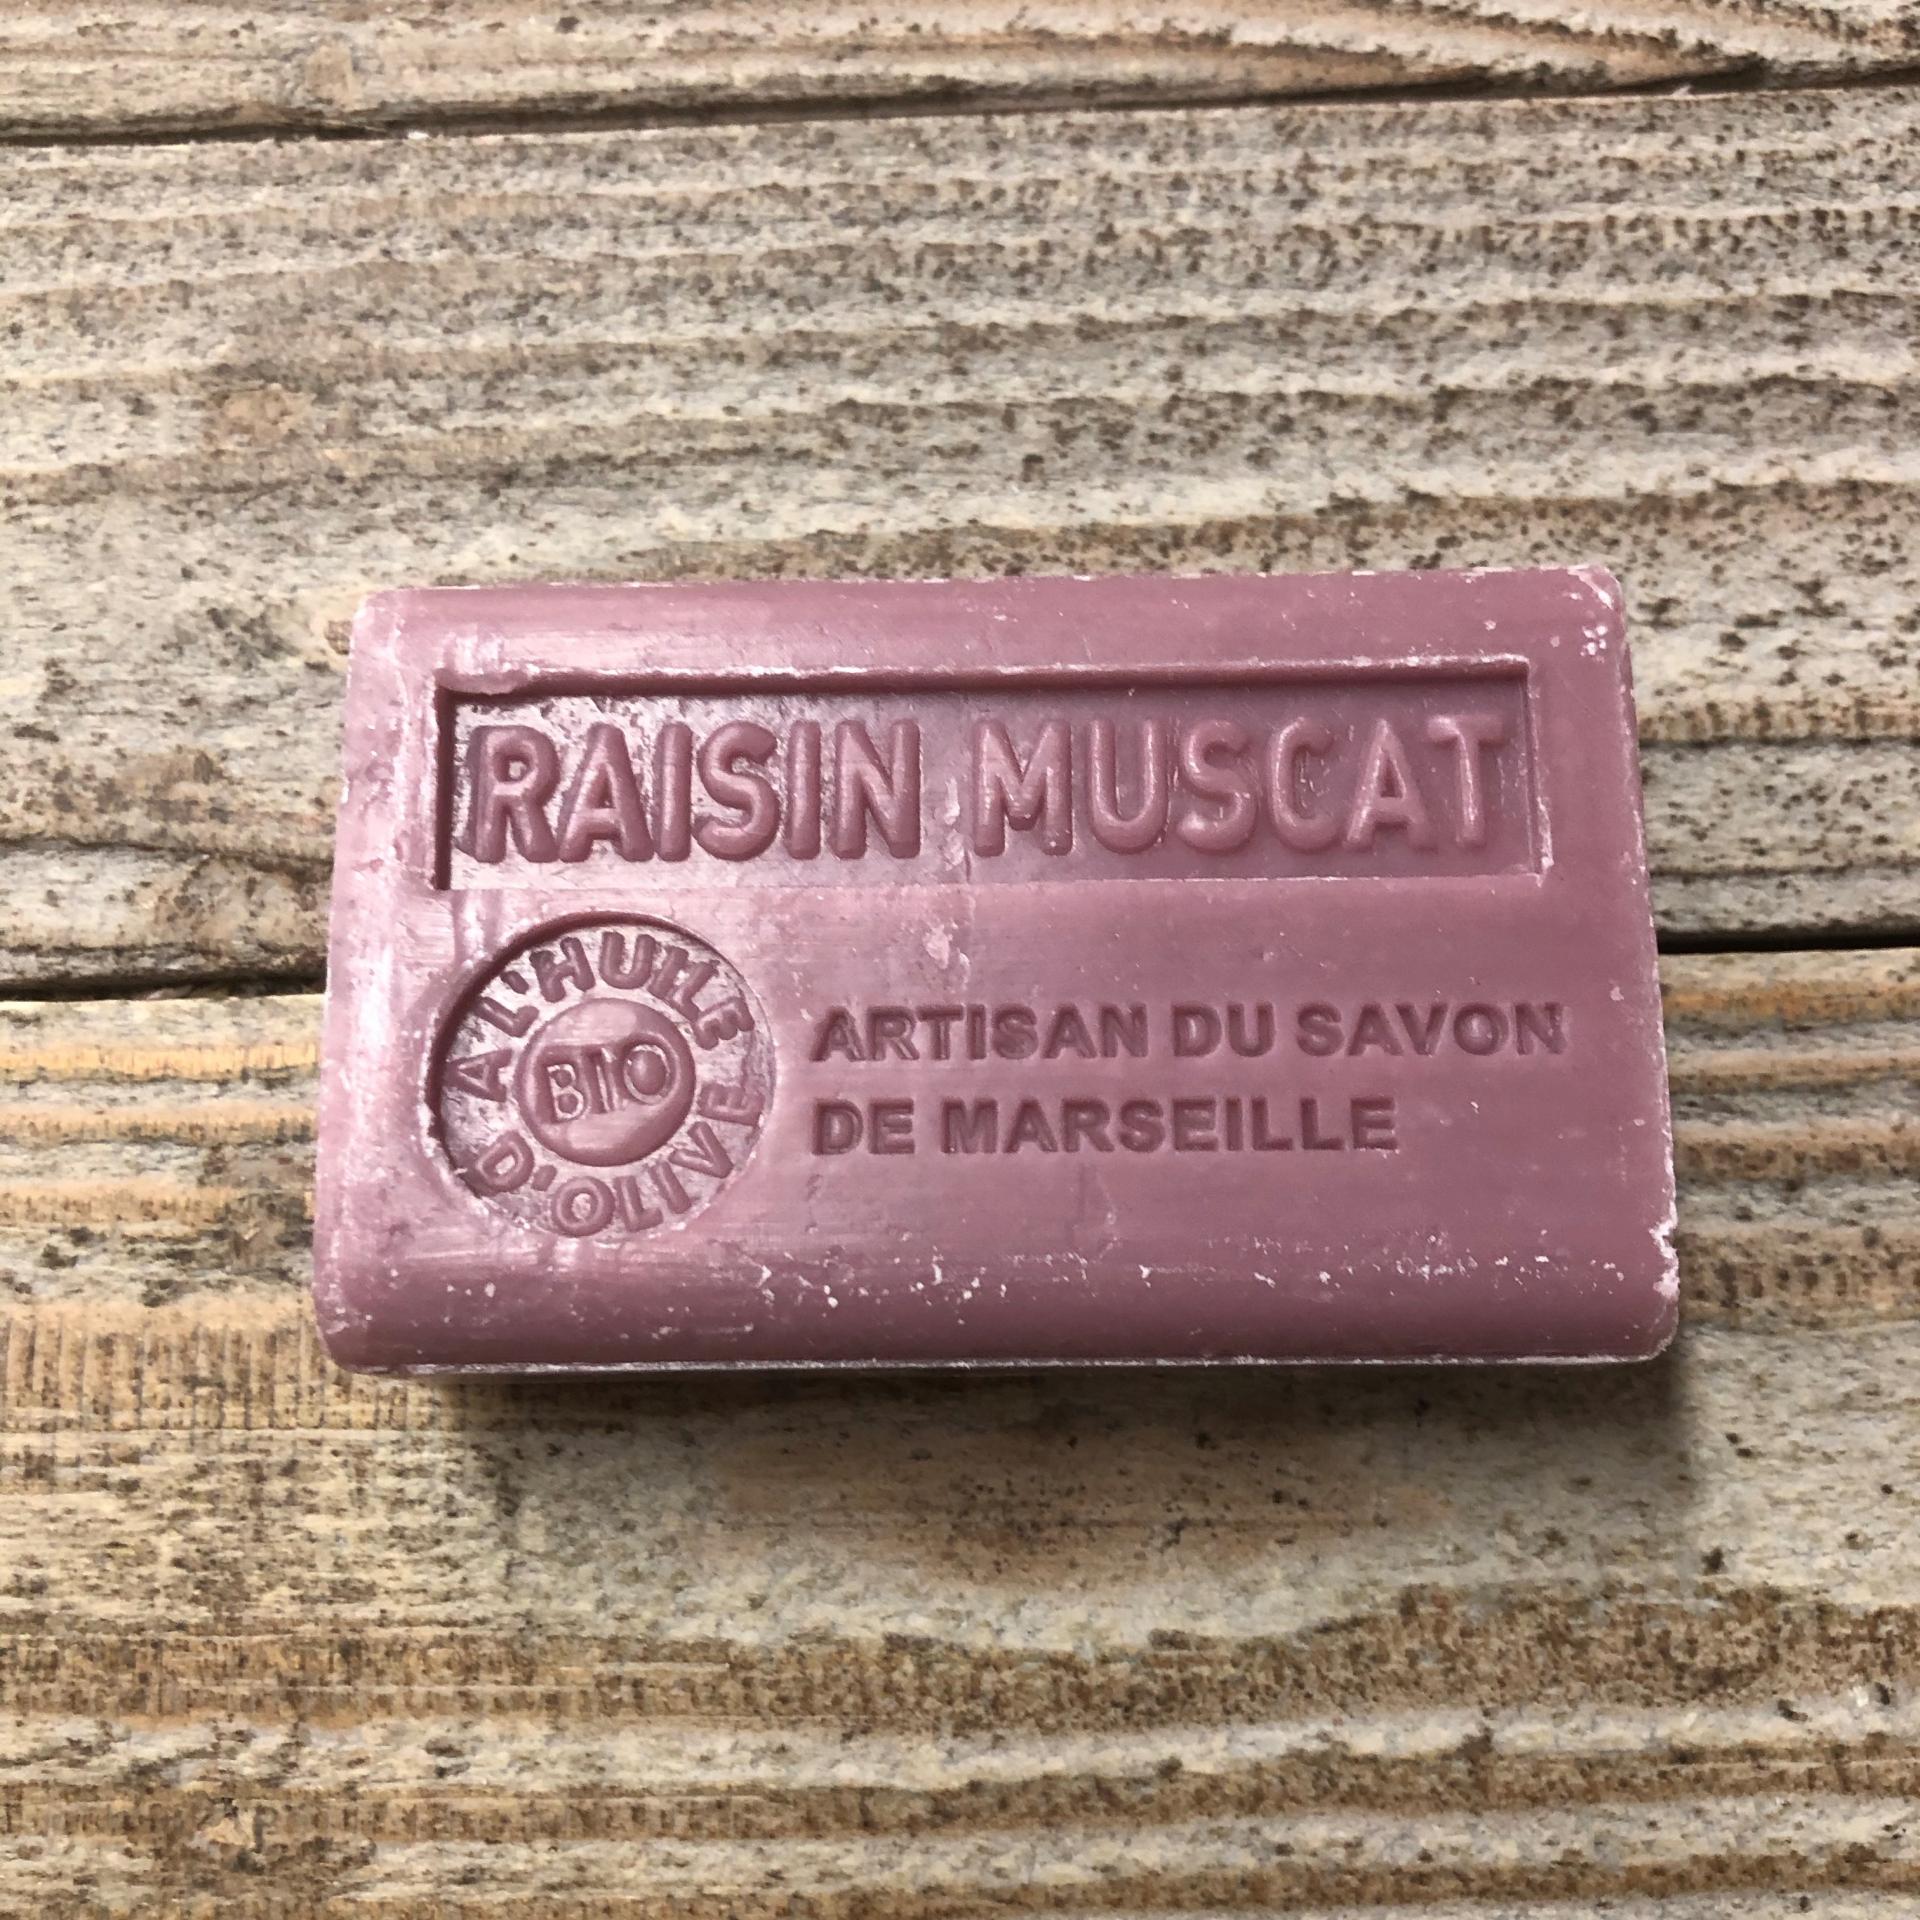 RAISIN MUSCAT
A L'HUILE
BIO
D'OLIVE
ARTISAN DU SAVON
DE MARSEILLE